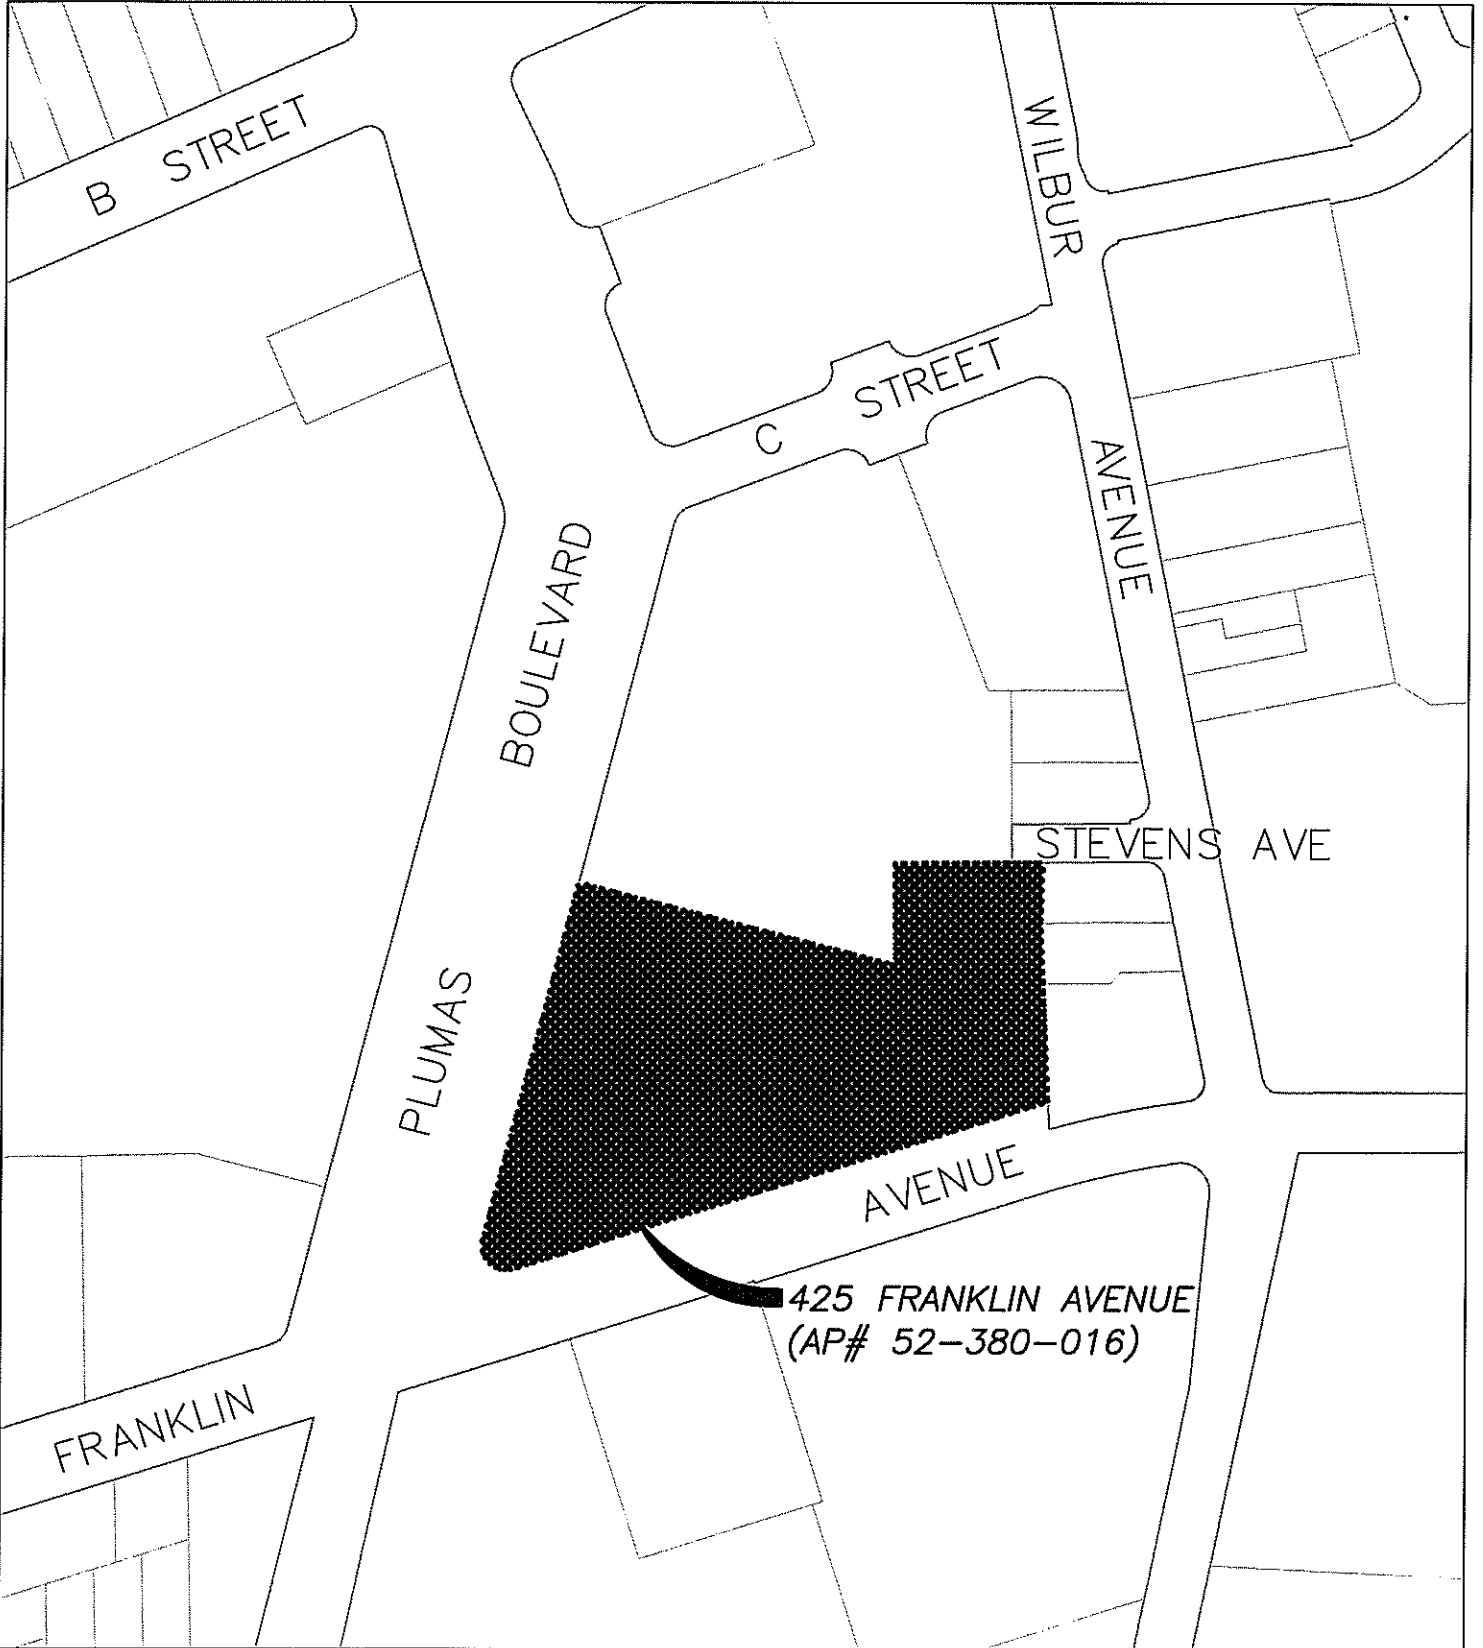 B STREET
WILBUR
C STREET
AVENUE
BOULEVARD
STEVENS AVE
PLUMAS
AVENUE
425 FRANKLIN AVENUE
(AP# 52-380-016)
FRANKLIN